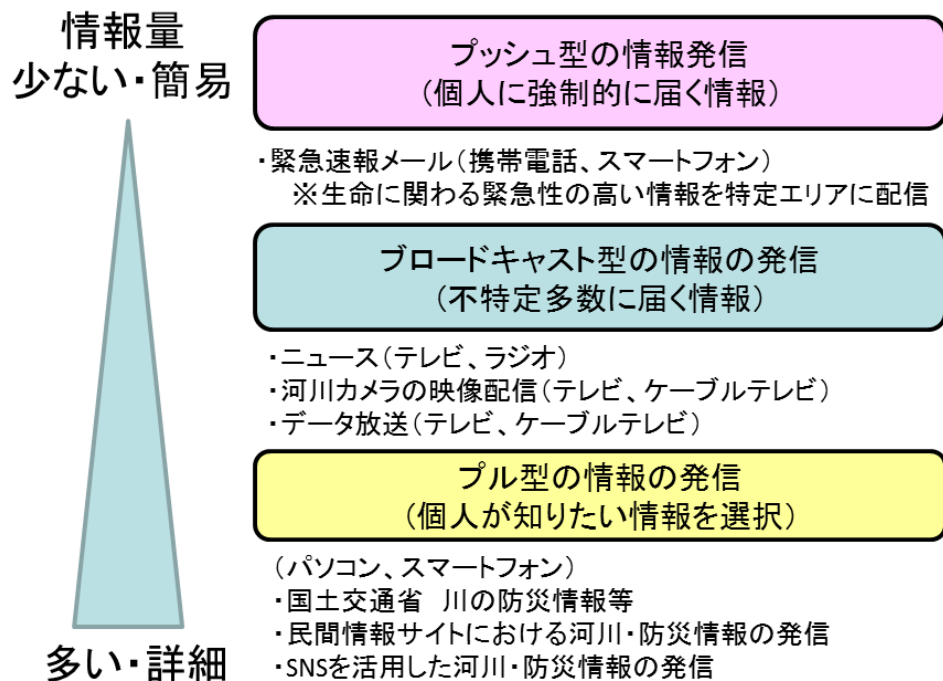 情報量
少ない・簡易
プッシュ型の情報発信
（個人に強制的に届く情報）
・緊急速報メール（携帯電話、スマートフォン）
※生命に関わる緊急性の高い情報を特定エリアに配信
ブロードキャスト型の情報の発信
（不特定多数に届く情報）
・ニュース（テレビ、ラジオ）
・河川カメラの映像配信（テレビ、ケーブルテレビ）
・データ放送（テレビ、ケーブルテレビ）
プル型の情報の発信
（個人が知りたい情報を選択）
（パソコン、スマートフォン）
・国土交通省　川の防災情報等
・民間情報サイトにおける河川・防災情報の発信
・SNSを活用した河川・防災情報の発信
多い・詳細